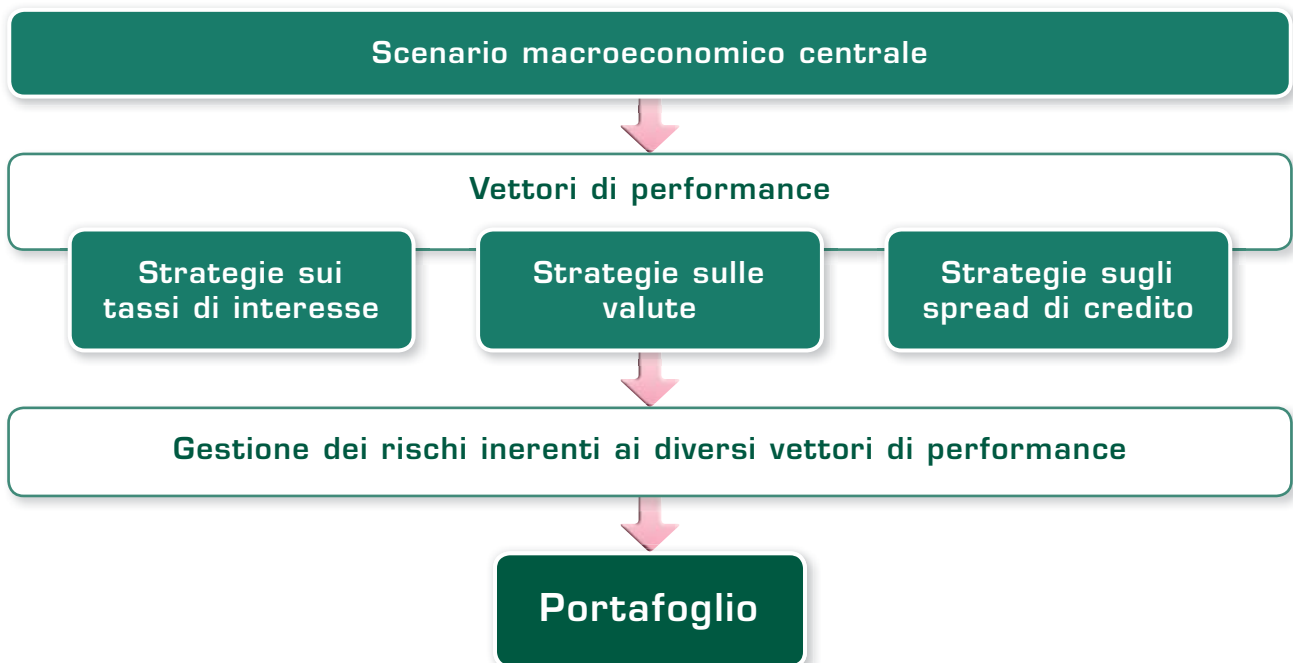 Scenario macroeconomico centrale
Vettori di performance
Strategie sui
tassi di interesse
Strategie sulle
valute
Strategie sugli
spread di credito
Gestione dei rischi inerenti ai diversi vettori di performance
Portafoglio